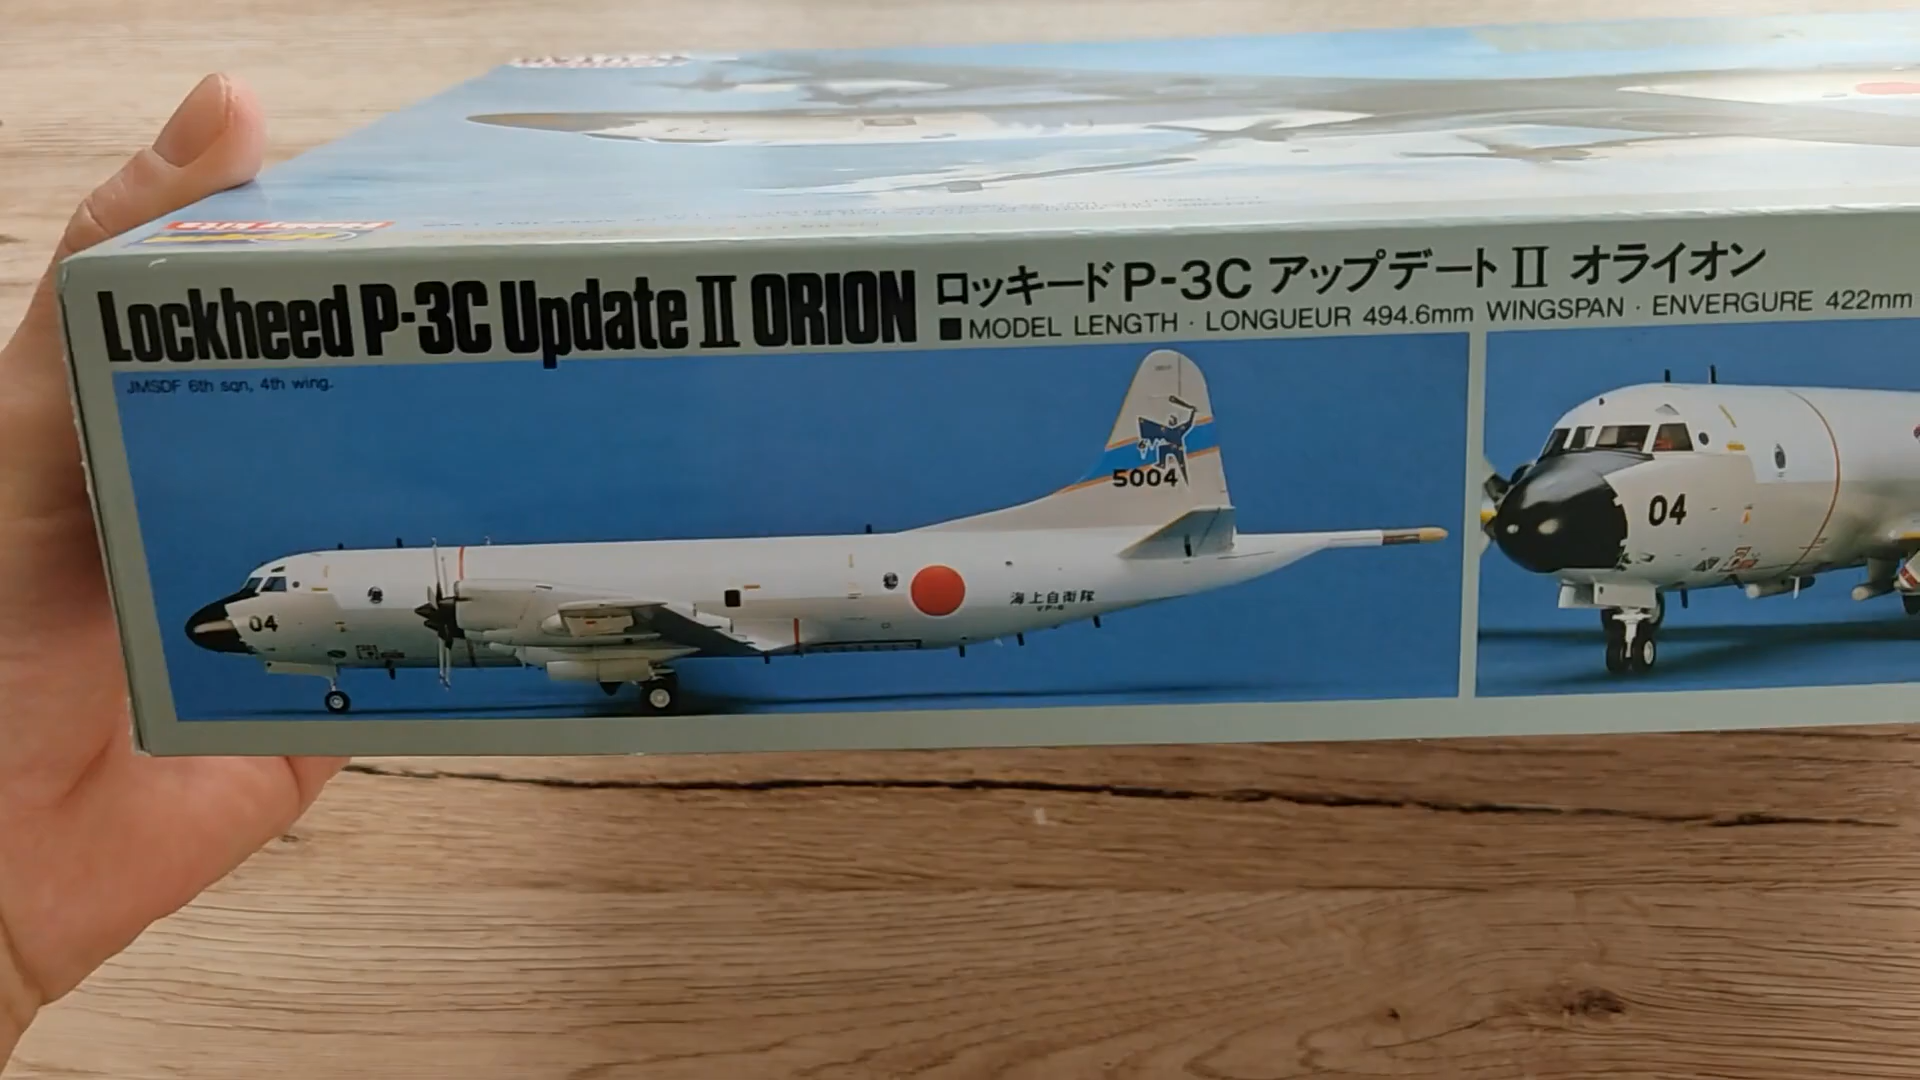 Lockheed P-3C Update II ORION
ロッキードP-3C アップデートII オライオン
■MODEL LENGTH · LONGUEUR 494.6mm WINGSPAN · ENVERGURE 422mm
JMSDF 6th sqn, 4th wing.
5004
04
海上自衛隊
VP-6
04